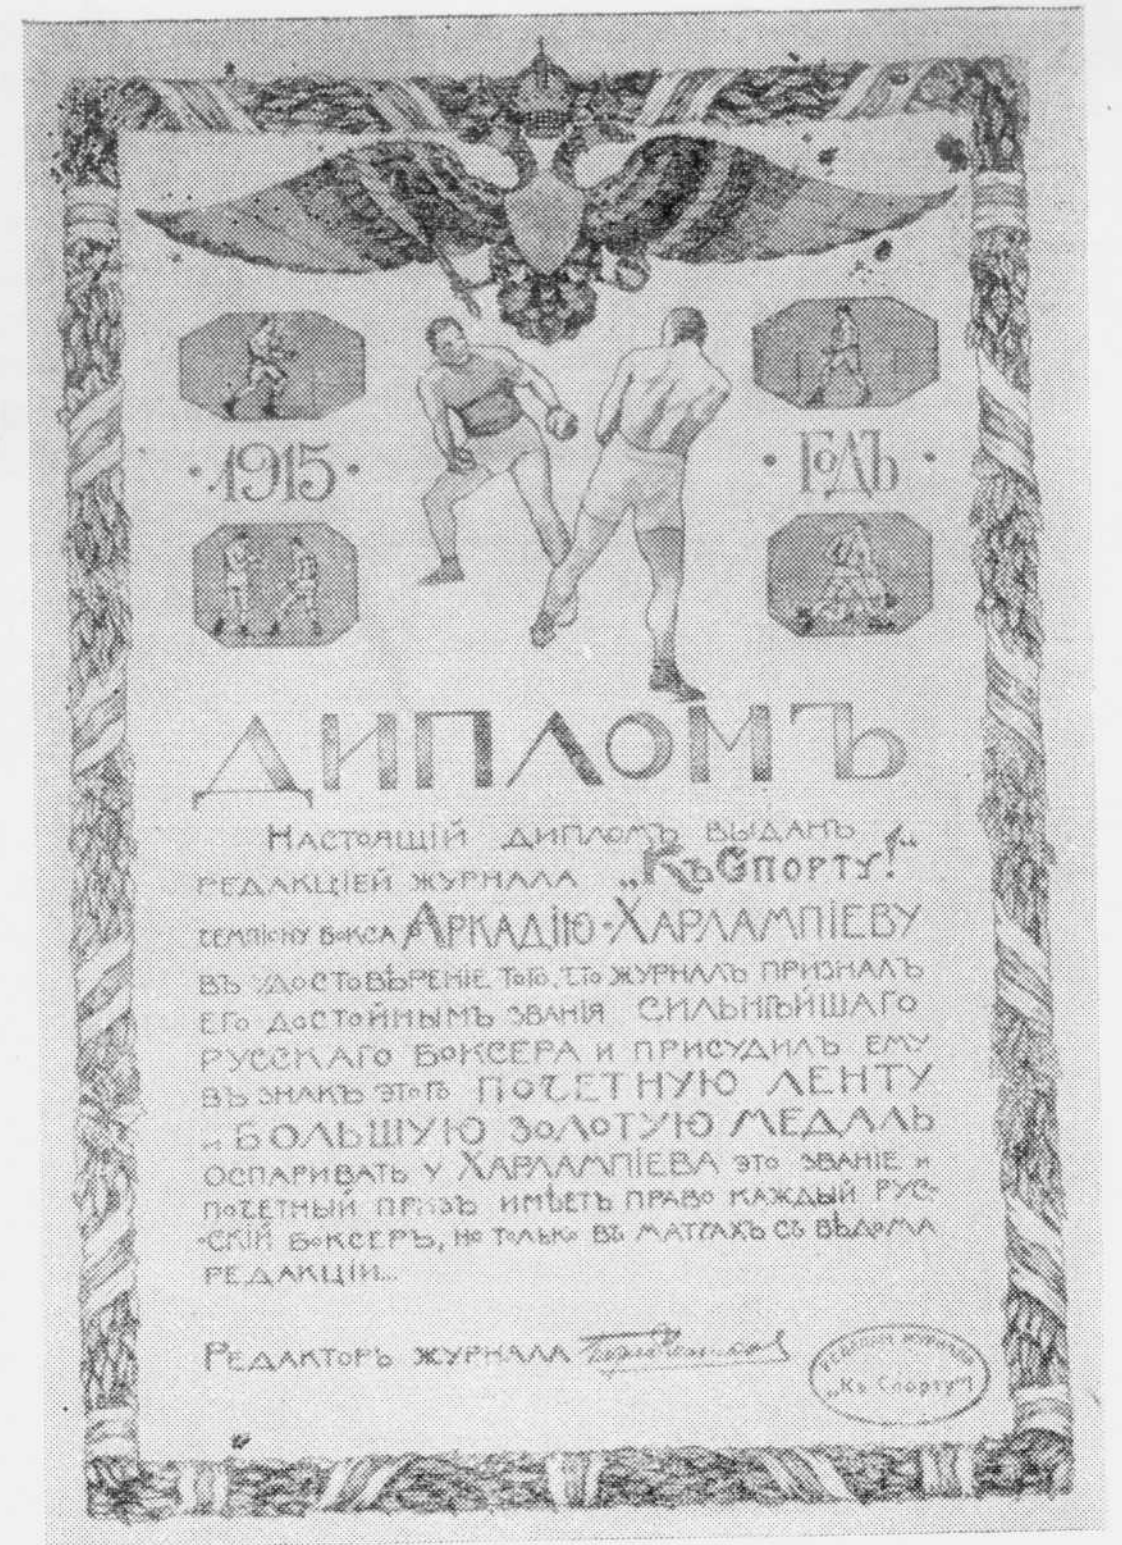 ·1915·
·ГОДЪ·
ДИПЛОМЪ
НАСТОЯЩІЙ ДИПЛОМЪ ВЫДАНЪ
РЕДАКЦІЕЙ ЖУРНАЛА „КЪ СПОРТУ!“
ЧЕМПІОНУ БОКСА АРКАДІЮ-ХАРЛАМПІЕВУ
ВЪ УДОСТОВѢРЕНІЕ ТОГО, ЧТО ЖУРНАЛЪ ПРИЗНАЛЪ
ЕГО ДОСТОЙНЫМЪ ЗВАНІЯ СИЛЬНѢЙШАГО
РУССКАГО БОКСЕРА И ПРИСУДИЛЪ ЕМУ
ВЪ ЗНАКЪ ЭТОГО ПОЧЕТНУЮ ЛЕНТУ
И БОЛЬШУЮ ЗОЛОТУЮ МЕДАЛЬ
ОСПАРИВАТЬ У ХАРЛАМПІЕВА ЭТО ЗВАНІЕ И
ПОЧЕТНЫЙ ПРИЗЪ ИМѢЕТЪ ПРАВО КАЖДЫЙ РУС-
-СКІЙ БОКСЕРЪ, НО ТОЛЬКО ВЪ МАТЧАХЪ СЪ ВѢДОМА
РЕДАКЦІИ...
РЕДАКТОРЪ ЖУРНАЛА
РЕДАКЦІЯ ЖУРНАЛА
„Къ Спорту“!